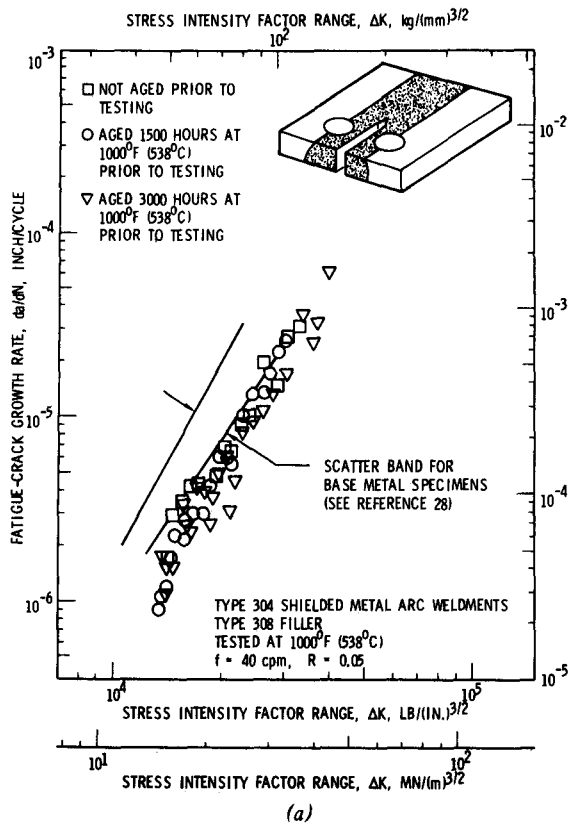 STRESS INTENSITY FACTOR RANGE, ΔK, kg/(mm)^3/2
10^2
10^-3
□ NOT AGED PRIOR TO
TESTING
○ AGED 1500 HOURS AT
1000°F (538°C)
PRIOR TO TESTING
▽ AGED 3000 HOURS AT
1000°F (538°C)
PRIOR TO TESTING
10^-2
10^-4
10^-3
FATIGUE-CRACK GROWTH RATE, da/dN, INCH/CYCLE
10^-5
SCATTER BAND FOR
BASE METAL SPECIMENS
(SEE REFERENCE 28)
10^-4
10^-6
TYPE 304 SHIELDED METAL ARC WELDMENTS
TYPE 308 FILLER
TESTED AT 1000°F (538°C)
f = 40 cpm, R = 0.05
10^-5
10^4
10^5
STRESS INTENSITY FACTOR RANGE, ΔK, LB/(IN.)^3/2
10^1
10^2
STRESS INTENSITY FACTOR RANGE, ΔK, MN/(m)^3/2
(a)